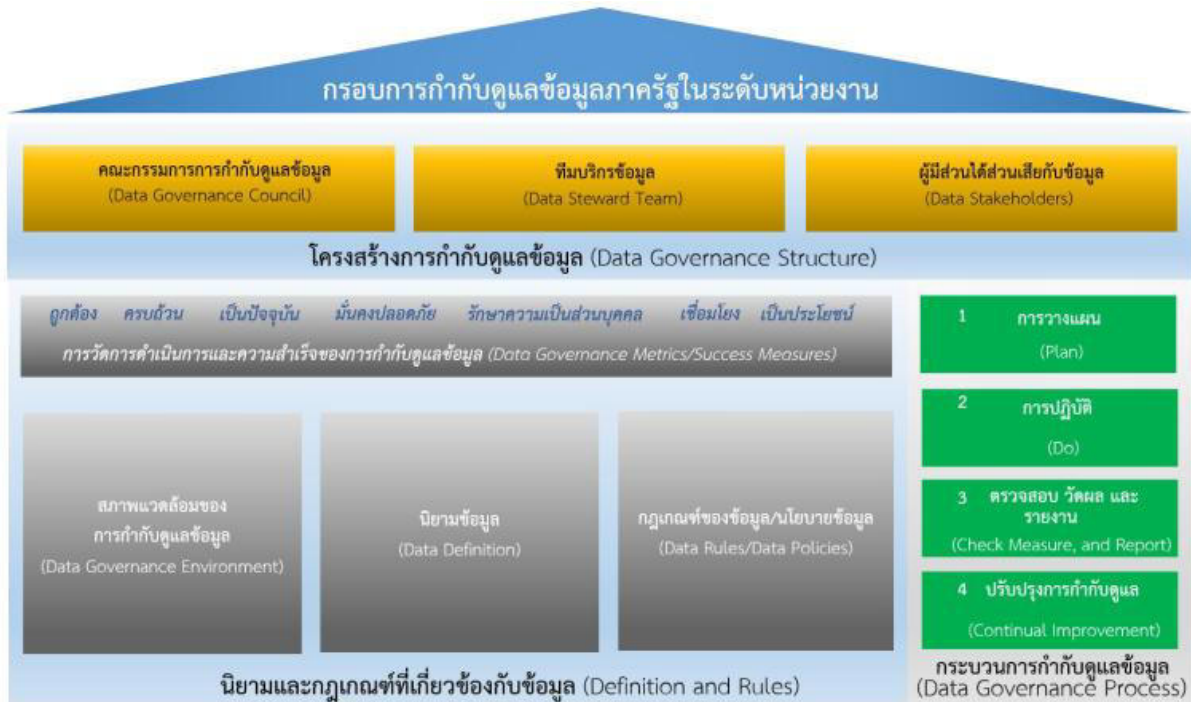 กรอบการกำกับดูแลข้อมูลภาครัฐในระดับหน่วยงาน
คณะกรรมการการกำกับดูแลข้อมูล
(Data Governance Council)
ทีมบริกรข้อมูล
(Data Steward Team)
ผู้มีส่วนได้ส่วนเสียกับข้อมูล
(Data Stakeholders)
โครงสร้างการกำกับดูแลข้อมูล (Data Governance Structure)
ถูกต้อง ครบถ้วน เป็นปัจจุบัน มั่นคงปลอดภัย รักษาความเป็นส่วนบุคคล เชื่อมโยง เป็นประโยชน์
การวัดการดำเนินการและความสำเร็จของการกำกับดูแลข้อมูล (Data Governance Metrics/Success Measures)
สภาพแวดล้อมของ
การกำกับดูแลข้อมูล
(Data Governance Environment)
นิยามข้อมูล
(Data Definition)
กฎเกณฑ์ของข้อมูล/นโยบายข้อมูล
(Data Rules/Data Policies)
นิยามและกฎเกณฑ์ที่เกี่ยวข้องกับข้อมูล (Definition and Rules)
1 การวางแผน
(Plan)
2 การปฏิบัติ
(Do)
3 ตรวจสอบ วัดผล และ
รายงาน
(Check Measure, and Report)
4 ปรับปรุงการกำกับดูแล
(Continual Improvement)
กระบวนการกำกับดูแลข้อมูล
(Data Governance Process)